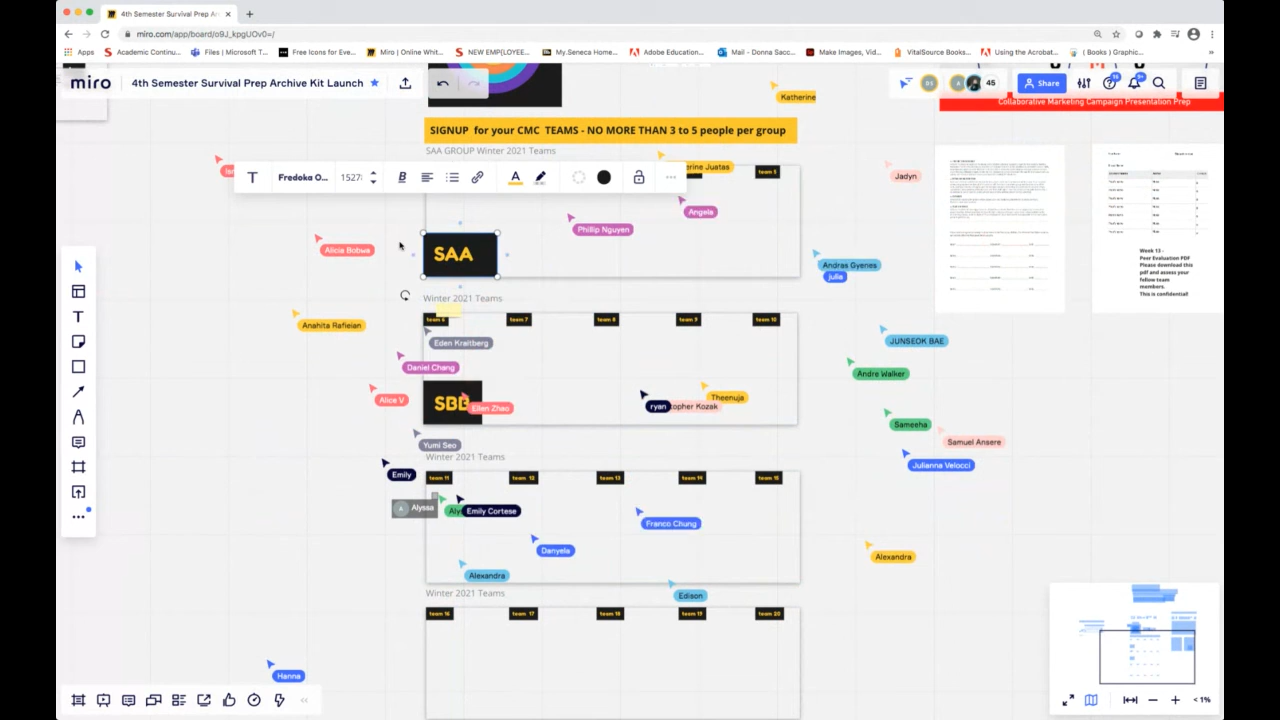 4th Semester Survival Prep Ar
miro.com/app/board/o9J_kpgUOv0=/
Apps
Academic Continu...
Files | Microsoft T...
Free Icons for Eve...
Miro | Online Whit...
NEW EMP{LOYEE...
My.Seneca Home...
Adobe Education...
Mail - Donna Sacc...
Make Images, Vid...
VitalSource Books...
Using the Acrobat...
( Books ) Graphic...
miro
4th Semester Survival Prep Archive Kit Launch
45
Share
Katherine
Collaborative Marketing Campaign Presentation Prep
SIGNUP for your CMC TEAMS - NO MORE THAN 3 to 5 people per group
SAA GROUP Winter 2021 Teams
erine Juatas
team 5
Fredoka O...
1527
Jadyn
Angela
Phillip Nguyen
Alicia Bobwa
SAA
Andras Gyenes
julia
Week 13 -
Peer Evaluation PDF
Please download this
pdf and assess your
fellow team
members.
This is confidential!
Winter 2021 Teams
team 6
team 7
team 8
team 9
team 10
Anahita Rafieian
Eden Kraitberg
JUNSEOK BAE
Daniel Chang
Andre Walker
Alice V
SBB
Ellen Zhao
ryan
topher Kozak
Theenuja
Sameeha
Yumi Seo
Samuel Ansere
Winter 2021 Teams
Julianna Velocci
Emily
team 11
team 12
team 13
team 14
team 15
Alyssa
Emily Cortese
Franco Chung
Danyela
Alexandra
Alexandra
Winter 2021 Teams
Edison
team 16
team 17
team 18
team 19
team 20
Hanna
< 1%